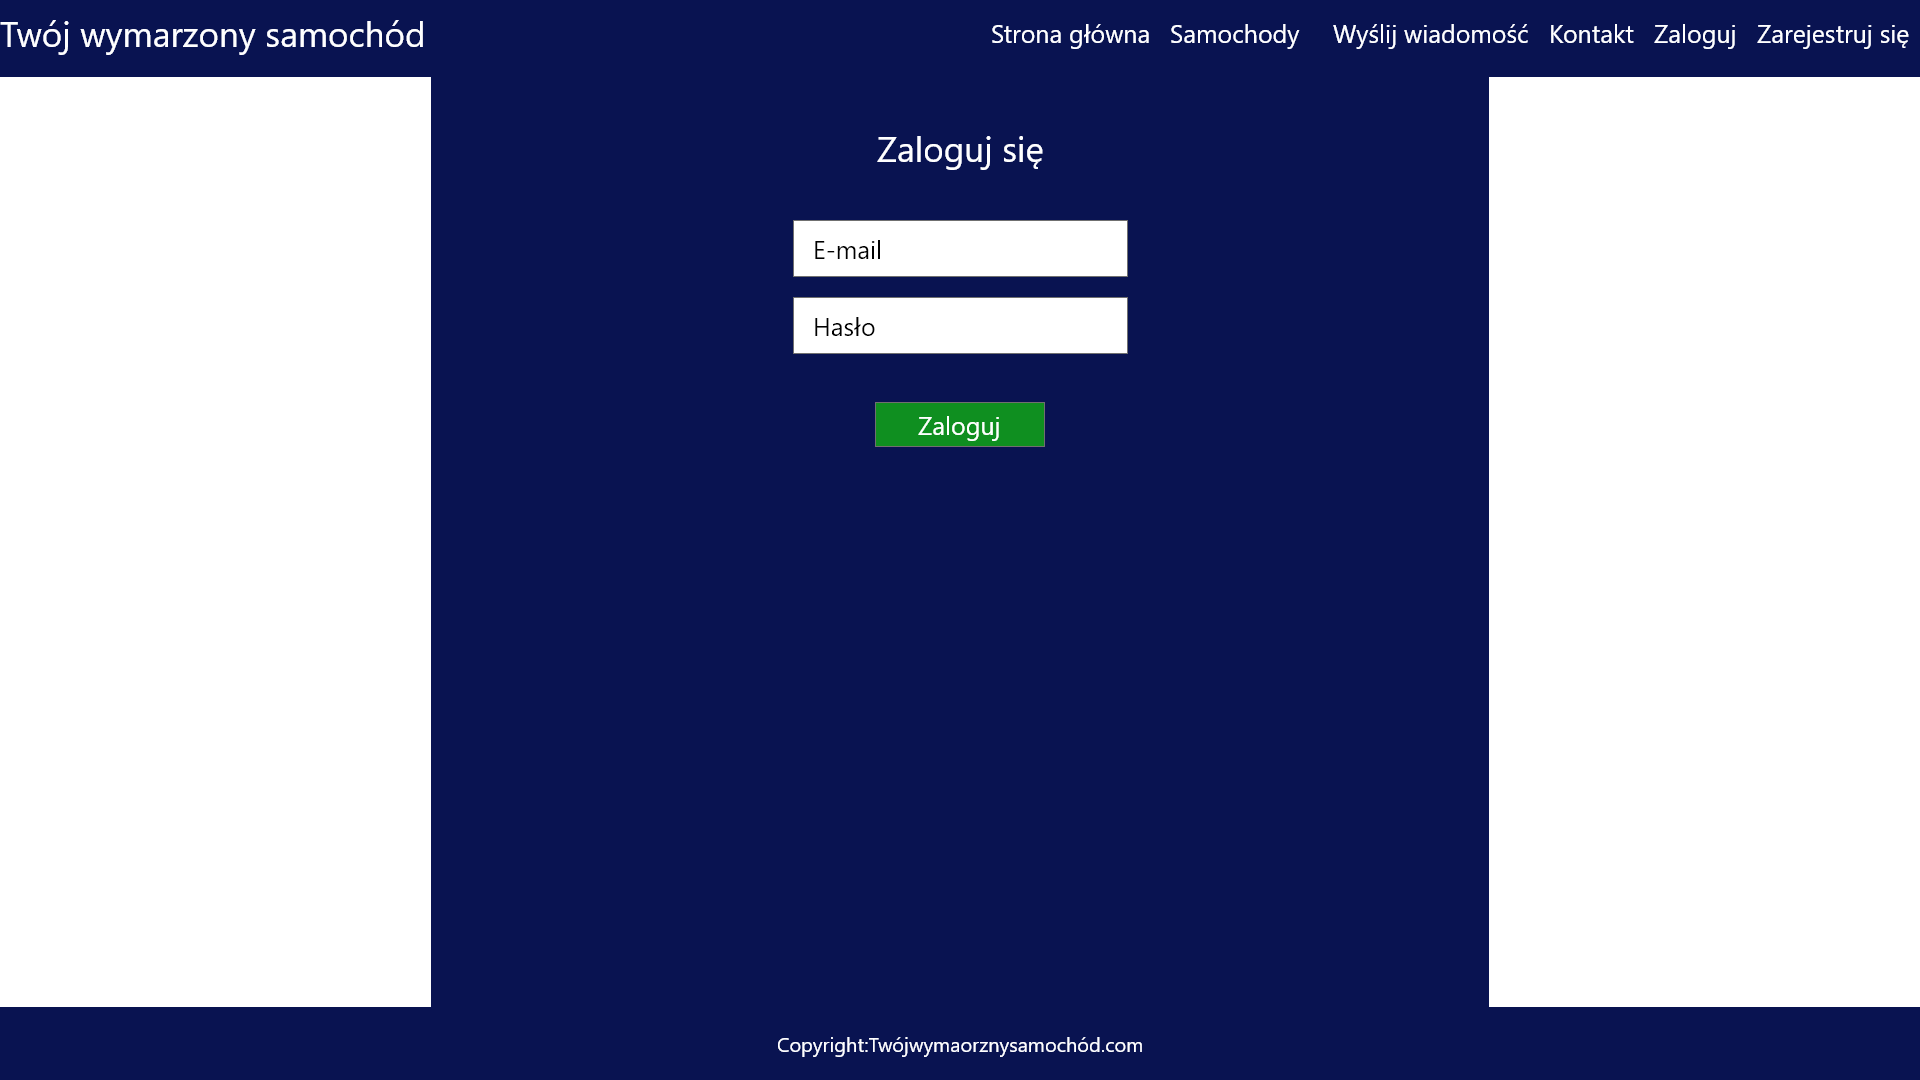 Twój wymarzony samochód
Strona główna Samochody Wyślij wiadomość Kontakt Zaloguj Zarejestruj się
Zaloguj się
E-mail
Hasło
Zaloguj
Copyright:Twójwymaorznysamochód.com